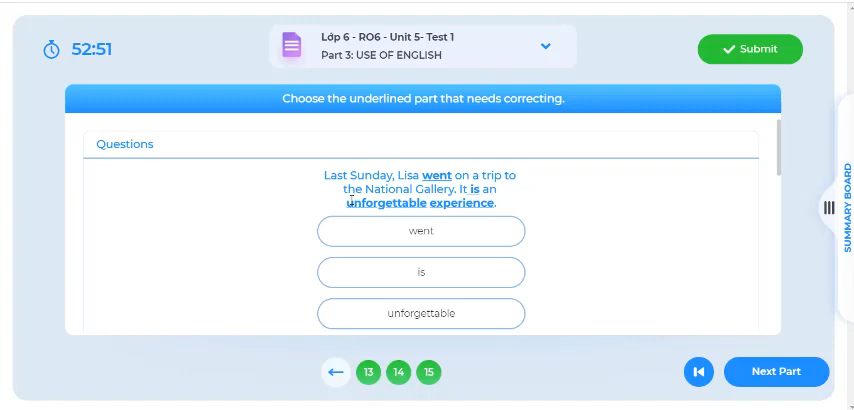 52:51
Lớp 6 - RO6 - Unit 5- Test 1
Part 3: USE OF ENGLISH
Submit
Choose the underlined part that needs correcting.
Questions
Last Sunday, Lisa went on a trip to
the National Gallery. It is an
unforgettable experience.
went
is
unforgettable
13 14 15
Next Part
SUMMARY BOARD